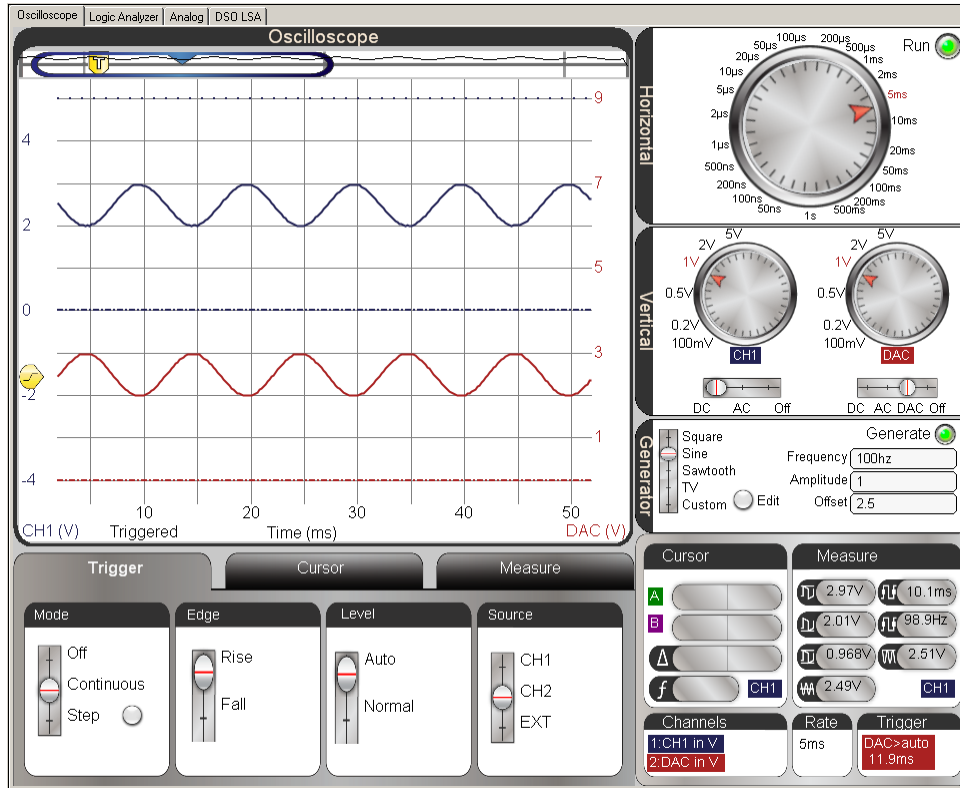 Oscilloscope Logic Analyzer Analog DSO LSA
Oscilloscope
T
4
2
0
-2
-4
9
7
5
3
1
10 20 30 40 50
CH1 (V) Triggered Time (ms) DAC (V)
Horizontal
Run
50ns
100ns
200ns
500ns
1µs
2µs
5µs
10µs
20µs
50µs
100µs
200µs
500µs
1ms
2ms
5ms
10ms
20ms
50ms
100ms
200ms
500ms
1s
Vertical
5V
2V
1V
0.5V
0.2V
100mV
CH1
DC AC Off
5V
2V
1V
0.5V
0.2V
100mV
DAC
DC AC DAC Off
Generator
Square
Sine
Sawtooth
TV
Custom
Edit
Generate
Frequency 100hz
Amplitude 1
Offset 2.5
Trigger Cursor Measure
Mode
Off
Continuous
Step
Edge
Rise
Fall
Level
Auto
Normal
Source
CH1
CH2
EXT
Cursor
A
B
Δ
f
CH1
Measure
2.97V 10.1ms
2.01V 98.9Hz
0.968V 2.51V
2.49V CH1
Channels
1:CH1 in V
2:DAC in V
Rate
5ms
Trigger
DAC>auto
11.9ms